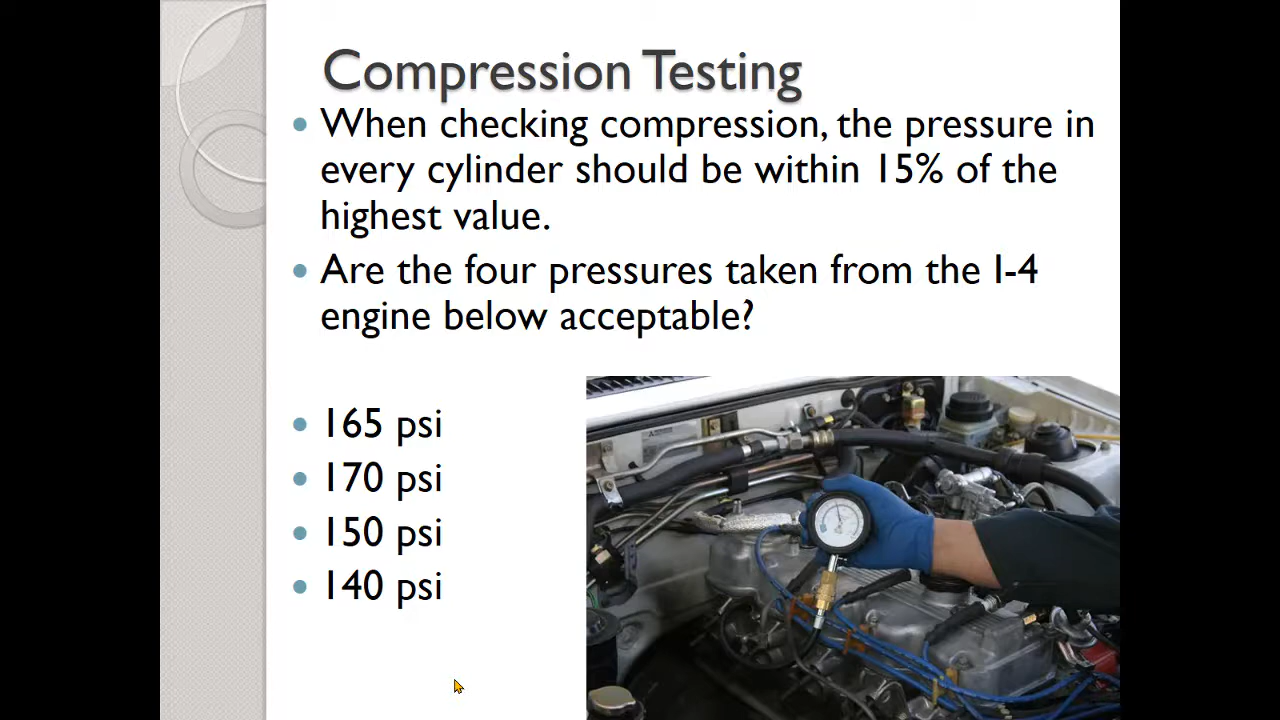 Compression Testing
When checking compression, the pressure in
every cylinder should be within 15% of the
highest value.
Are the four pressures taken from the I-4
engine below acceptable?
165 psi
170 psi
150 psi
140 psi